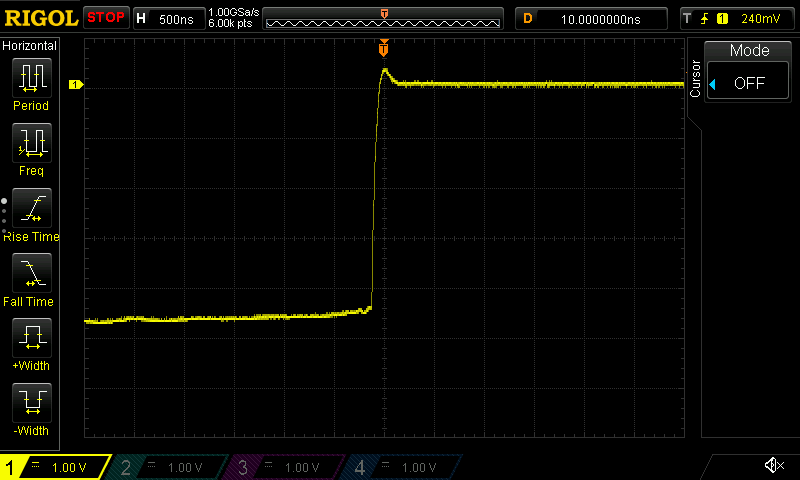 RIGOL STOP H 500ns 1.00GSa/s 6.00k pts T D 10.0000000ns T 1 240mV
Horizontal
Period
Freq
Rise Time
Fall Time
+Width
-Width
T
1
Cursor
Mode
OFF
1 1.00 V 2 1.00 V 3 1.00 V 4 1.00 V